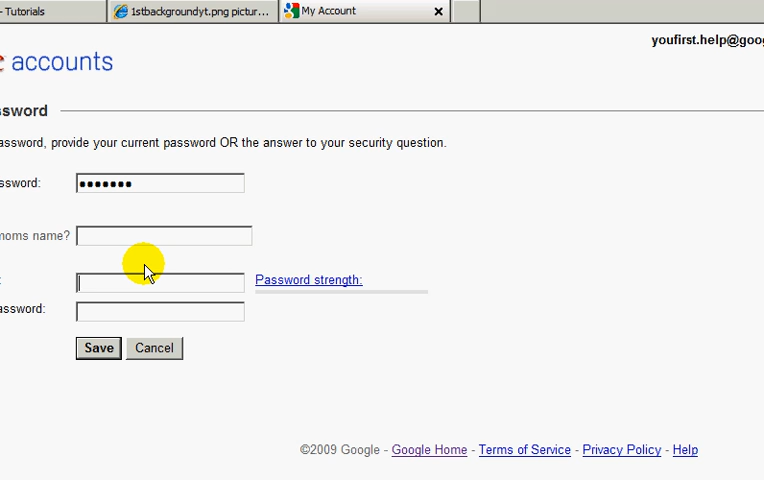 - Tutorials
1stbackgroundyt.png pictur...
My Account
youfirst.help@goo
e accounts
ssword
assword, provide your current password OR the answer to your security question.
ssword: •••••••
moms name?
: Password strength:
assword:
Save Cancel
©2009 Google - Google Home - Terms of Service - Privacy Policy - Help